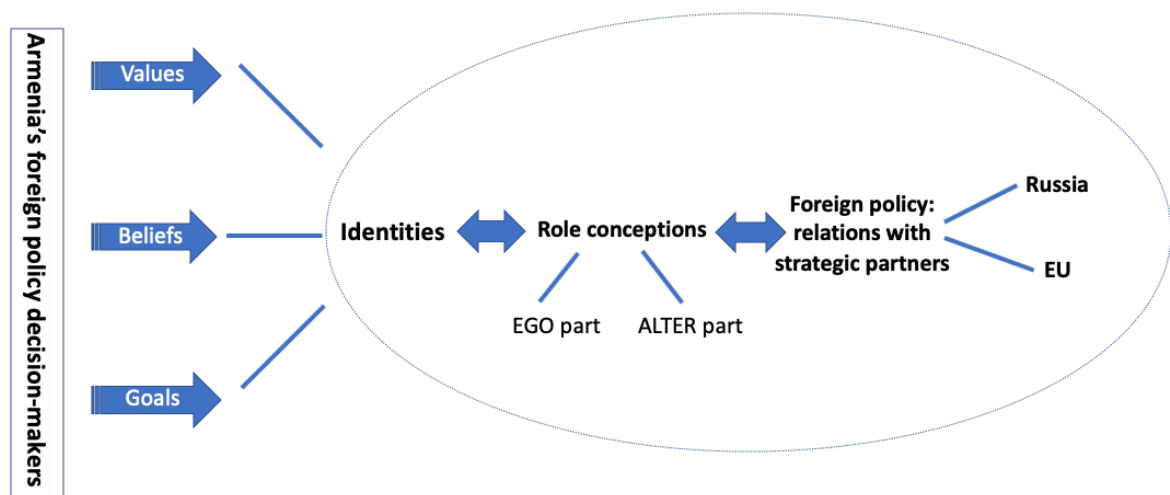 Armenia's foreign policy decision-makers
Values
Beliefs
Goals
Identities
Role conceptions
EGO part
ALTER part
Foreign policy:
relations with
strategic partners
Russia
EU